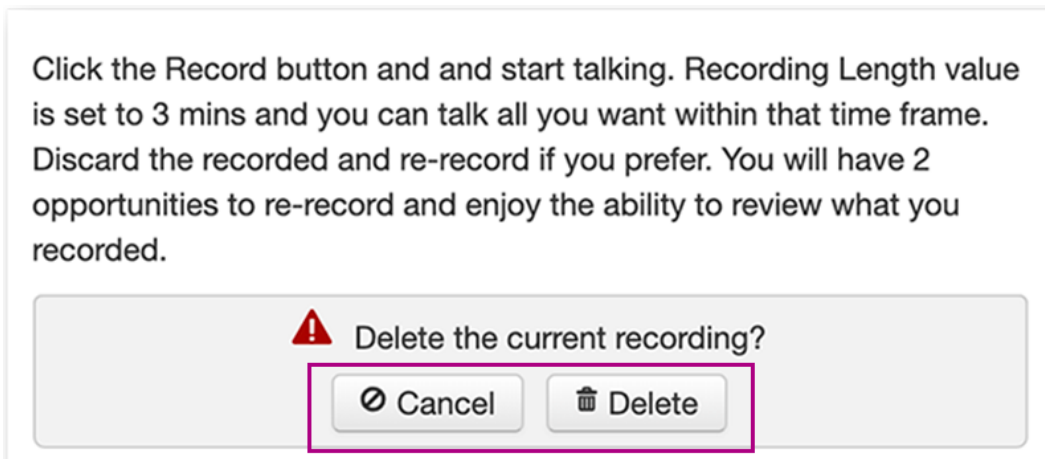 Click the Record button and and start talking. Recording Length value
is set to 3 mins and you can talk all you want within that time frame.
Discard the recorded and re-record if you prefer. You will have 2
opportunities to re-record and enjoy the ability to review what you
recorded.
Delete the current recording?
Cancel Delete